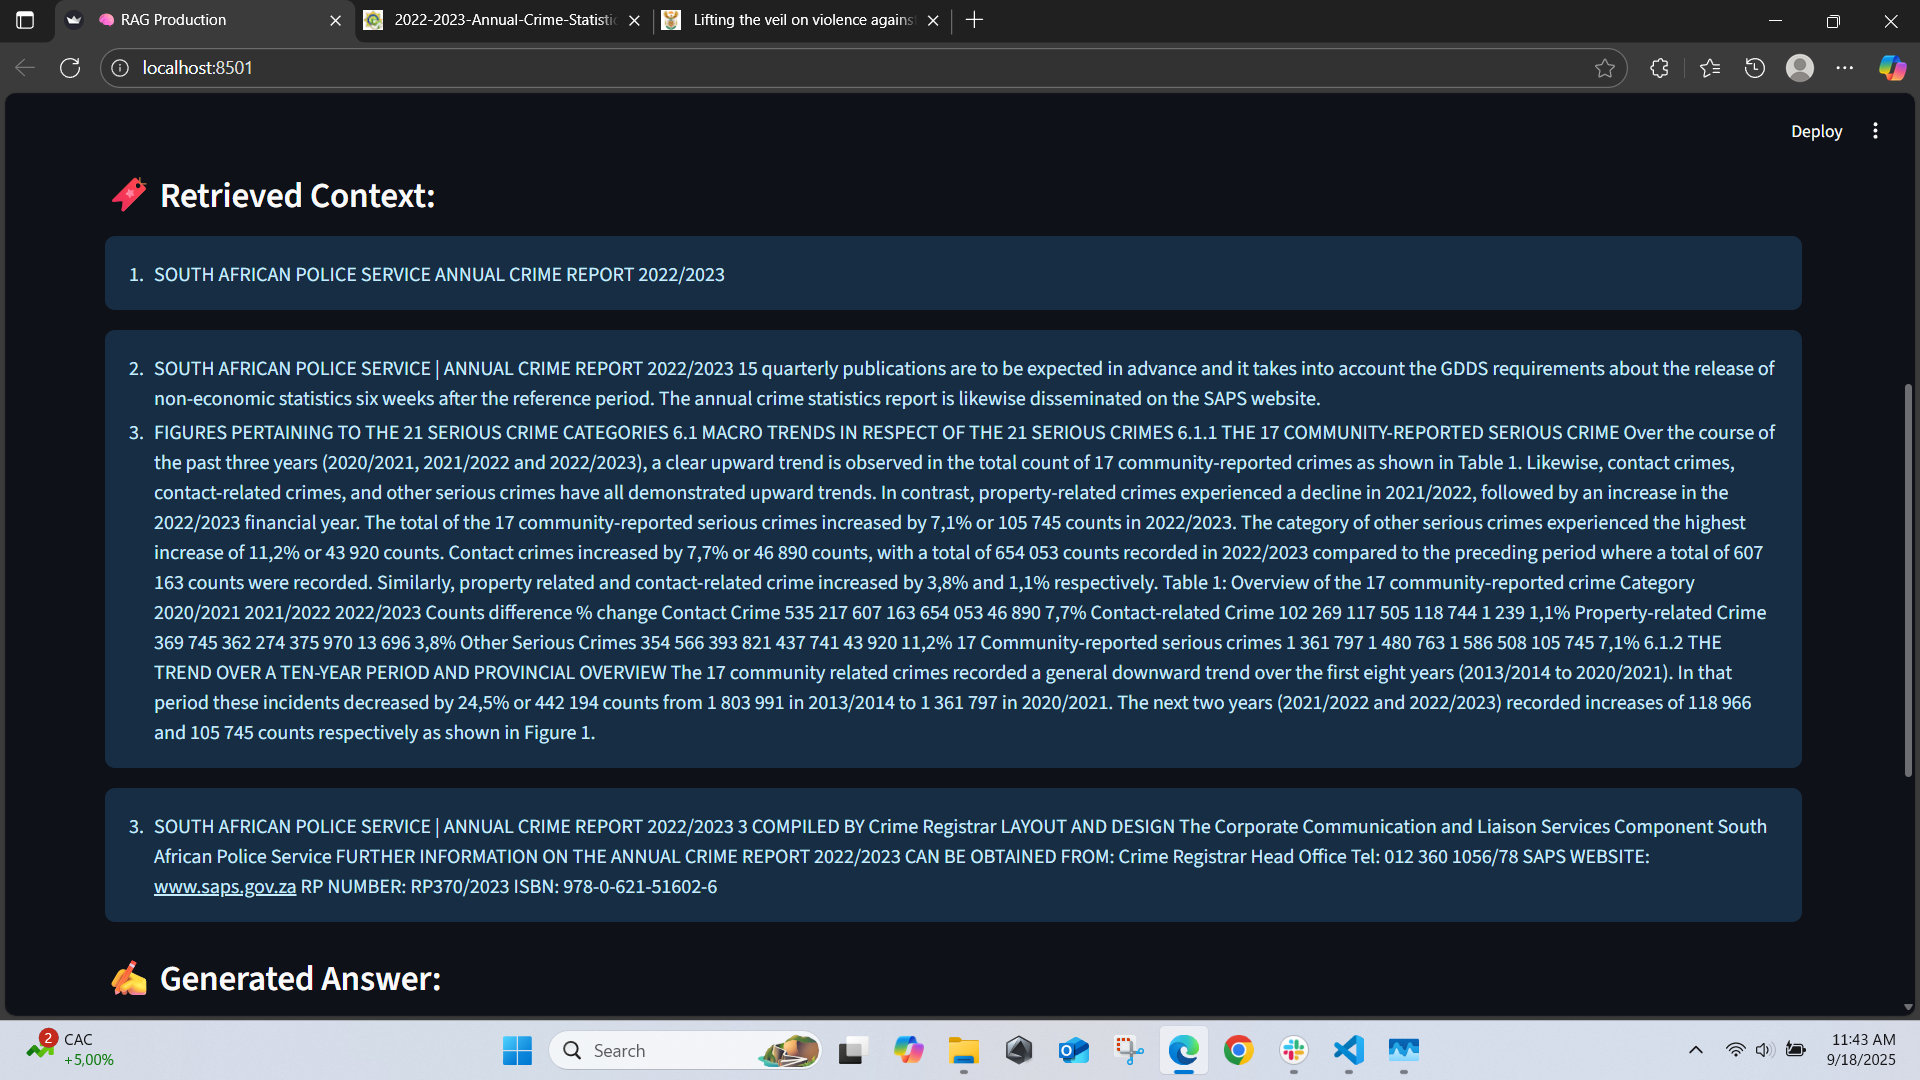 RAG Production
2022-2023-Annual-Crime-Statistic
Lifting the veil on violence agains
localhost:8501
Deploy
Retrieved Context:
1. SOUTH AFRICAN POLICE SERVICE ANNUAL CRIME REPORT 2022/2023
2. SOUTH AFRICAN POLICE SERVICE | ANNUAL CRIME REPORT 2022/2023 15 quarterly publications are to be expected in advance and it takes into account the GDDS requirements about the release of
non-economic statistics six weeks after the reference period. The annual crime statistics report is likewise disseminated on the SAPS website.
3. FIGURES PERTAINING TO THE 21 SERIOUS CRIME CATEGORIES 6.1 MACRO TRENDS IN RESPECT OF THE 21 SERIOUS CRIMES 6.1.1 THE 17 COMMUNITY-REPORTED SERIOUS CRIME Over the course of
the past three years (2020/2021, 2021/2022 and 2022/2023), a clear upward trend is observed in the total count of 17 community-reported crimes as shown in Table 1. Likewise, contact crimes,
contact-related crimes, and other serious crimes have all demonstrated upward trends. In contrast, property-related crimes experienced a decline in 2021/2022, followed by an increase in the
2022/2023 financial year. The total of the 17 community-reported serious crimes increased by 7,1% or 105 745 counts in 2022/2023. The category of other serious crimes experienced the highest
increase of 11,2% or 43 920 counts. Contact crimes increased by 7,7% or 46 890 counts, with a total of 654 053 counts recorded in 2022/2023 compared to the preceding period where a total of 607
163 counts were recorded. Similarly, property related and contact-related crime increased by 3,8% and 1,1% respectively. Table 1: Overview of the 17 community-reported crime Category
2020/2021 2021/2022 2022/2023 Counts difference % change Contact Crime 535 217 607 163 654 053 46 890 7,7% Contact-related Crime 102 269 117 505 118 744 1 239 1,1% Property-related Crime
369 745 362 274 375 970 13 696 3,8% Other Serious Crimes 354 566 393 821 437 741 43 920 11,2% 17 Community-reported serious crimes 1 361 797 1 480 763 1 586 508 105 745 7,1% 6.1.2 THE
TREND OVER A TEN-YEAR PERIOD AND PROVINCIAL OVERVIEW The 17 community related crimes recorded a general downward trend over the first eight years (2013/2014 to 2020/2021). In that
period these incidents decreased by 24,5% or 442 194 counts from 1 803 991 in 2013/2014 to 1 361 797 in 2020/2021. The next two years (2021/2022 and 2022/2023) recorded increases of 118 966
and 105 745 counts respectively as shown in Figure 1.
3. SOUTH AFRICAN POLICE SERVICE | ANNUAL CRIME REPORT 2022/2023 3 COMPILED BY Crime Registrar LAYOUT AND DESIGN The Corporate Communication and Liaison Services Component South
African Police Service FURTHER INFORMATION ON THE ANNUAL CRIME REPORT 2022/2023 CAN BE OBTAINED FROM: Crime Registrar Head Office Tel: 012 360 1056/78 SAPS WEBSITE:
www.saps.gov.za RP NUMBER: RP370/2023 ISBN: 978-0-621-51602-6
Generated Answer:
2
CAC
+5,00%
Search
11:43 AM
9/18/2025